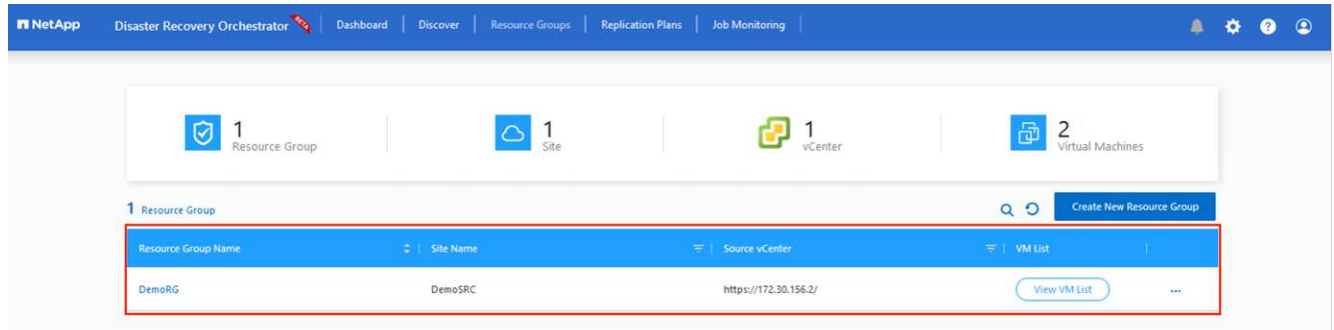 NetApp Disaster Recovery Orchestrator BETA Dashboard Discover Resource Groups Replication Plans Job Monitoring
1 Resource Group
1 Site
1 vCenter
2 Virtual Machines
1 Resource Group
Create New Resource Group
Resource Group Name Site Name Source vCenter VM List
DemoRG DemoSRC https://172.30.156.2/ View VM List ...